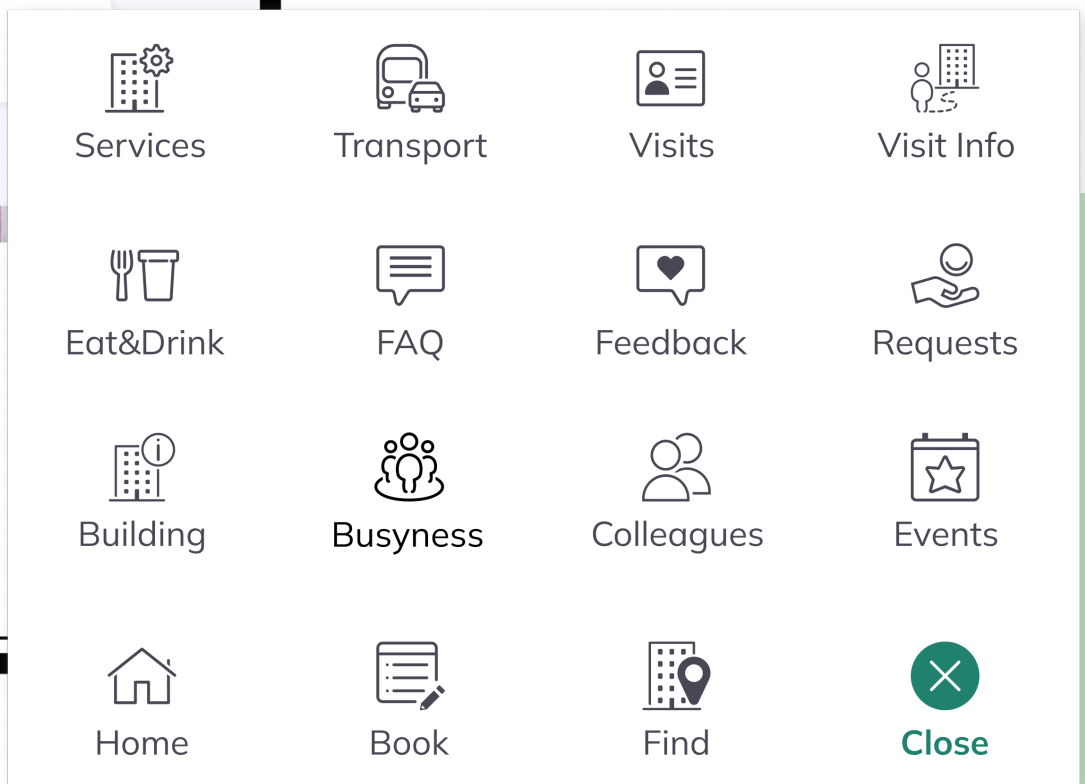 Services Transport Visits Visit Info
Eat&Drink FAQ Feedback Requests
Building Busyness Colleagues Events
Home Book Find Close